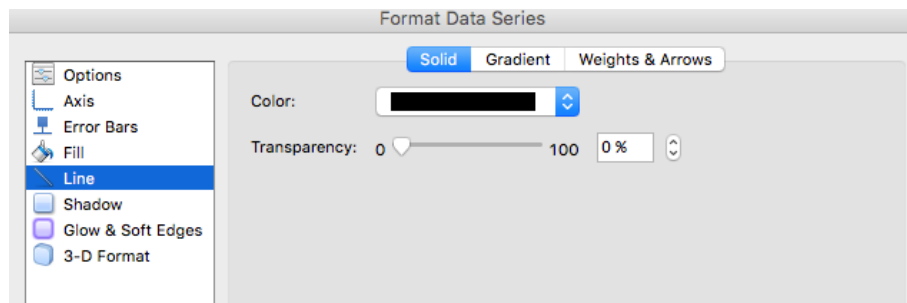 Format Data Series
Solid Gradient Weights & Arrows
Options
Axis
Error Bars
Fill
Line
Shadow
Glow & Soft Edges
3-D Format
Color:
Transparency: 0 100 0 %